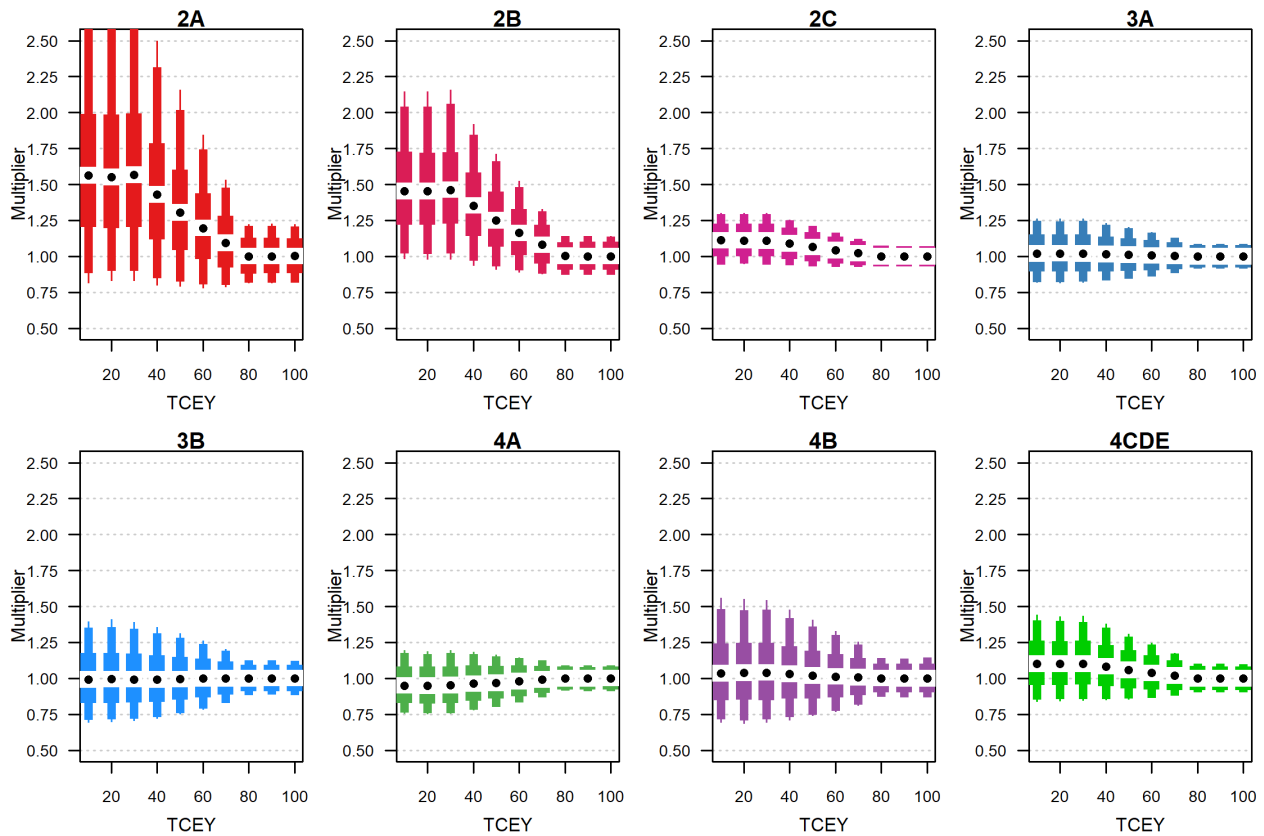 2A 2B 2C 3A
2.50 2.50 2.50 2.50
2.25 2.25 2.25 2.25
2.00 2.00 2.00 2.00
1.75 1.75 1.75 1.75
1.50 1.50 1.50 1.50
1.25 1.25 1.25 1.25
1.00 1.00 1.00 1.00
0.75 0.75 0.75 0.75
0.50 0.50 0.50 0.50
Multiplier Multiplier Multiplier Multiplier
20 40 60 80 100 20 40 60 80 100 20 40 60 80 100 20 40 60 80 100
TCEY TCEY TCEY TCEY
3B 4A 4B 4CDE
2.50 2.50 2.50 2.50
2.25 2.25 2.25 2.25
2.00 2.00 2.00 2.00
1.75 1.75 1.75 1.75
1.50 1.50 1.50 1.50
1.25 1.25 1.25 1.25
1.00 1.00 1.00 1.00
0.75 0.75 0.75 0.75
0.50 0.50 0.50 0.50
Multiplier Multiplier Multiplier Multiplier
20 40 60 80 100 20 40 60 80 100 20 40 60 80 100 20 40 60 80 100
TCEY TCEY TCEY TCEY